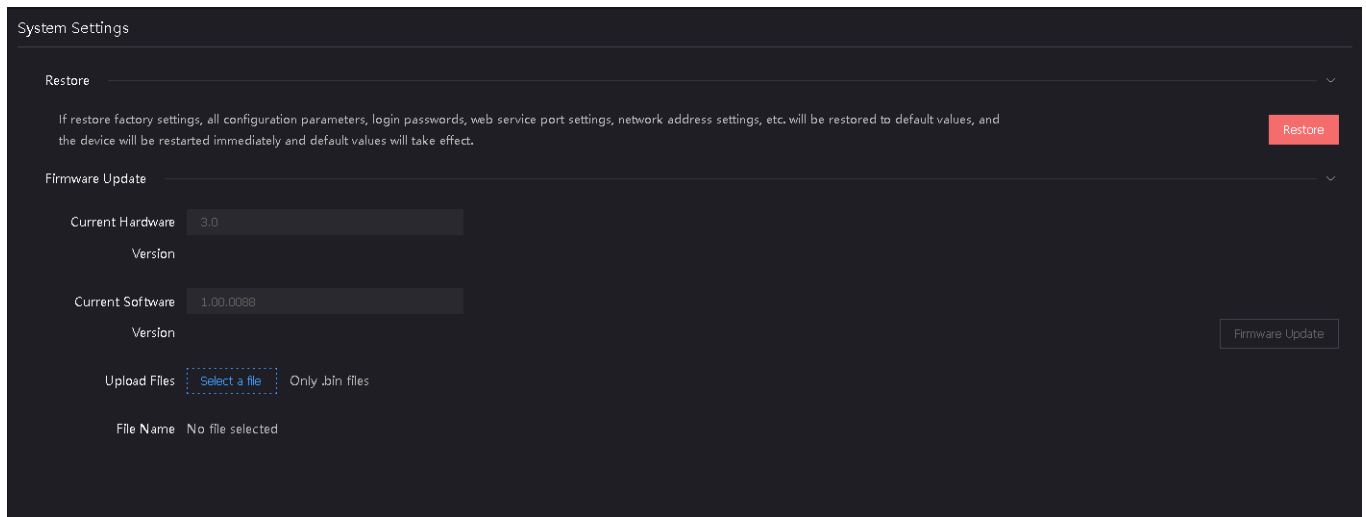 System Settings
Restore
If restore factory settings, all configuration parameters, login passwords, web service port settings, network address settings, etc. will be restored to default values, and
the device will be restarted immediately and default values will take effect.
Restore
Firmware Update
Current Hardware
Version
3.0
Current Software
Version
1.00.0088
Firmware Update
Upload Files
Select a file
Only .bin files
File Name
No file selected